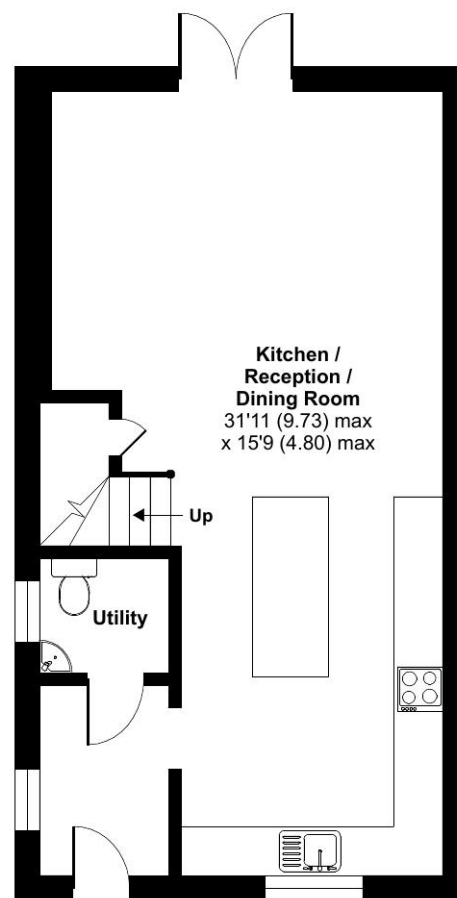 Kitchen /
Reception /
Dining Room
31'11 (9.73) max
x 15'9 (4.80) max
Up
Utility